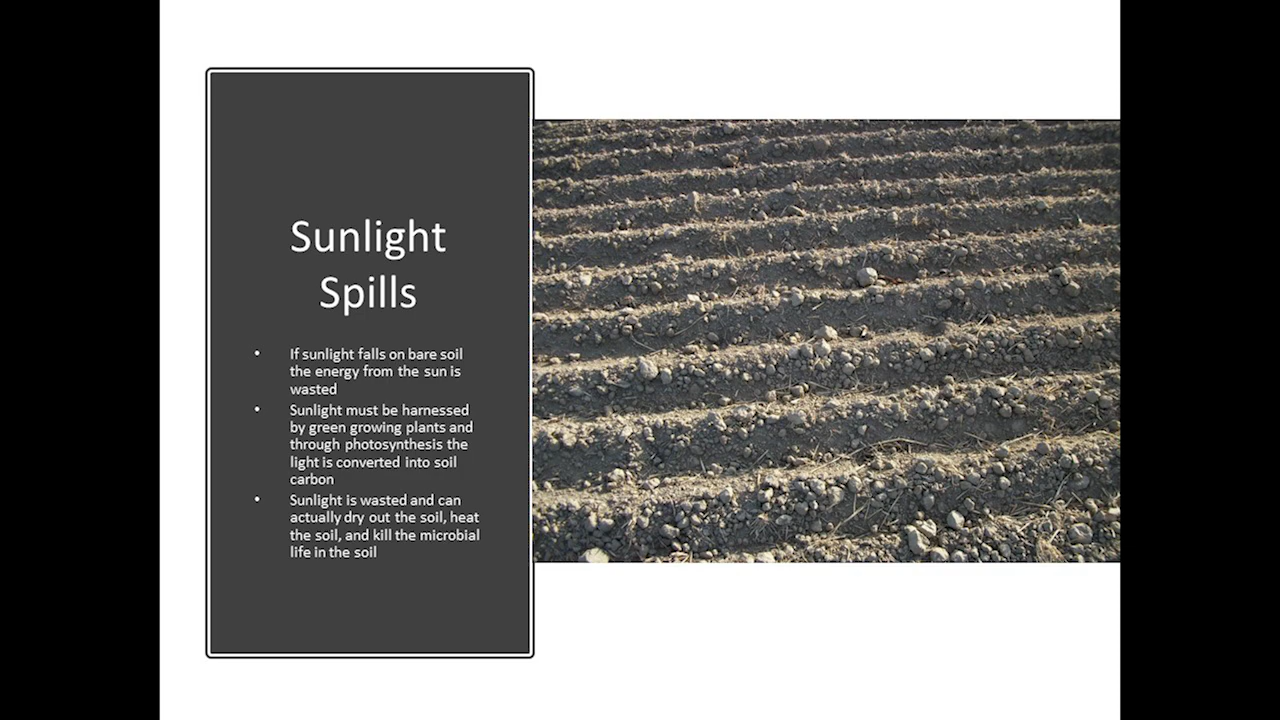 Sunlight
Spills
• If sunlight falls on bare soil
the energy from the sun is
wasted
• Sunlight must be harnessed
by green growing plants and
through photosynthesis the
light is converted into soil
carbon
• Sunlight is wasted and can
actually dry out the soil, heat
the soil, and kill the microbial
life in the soil